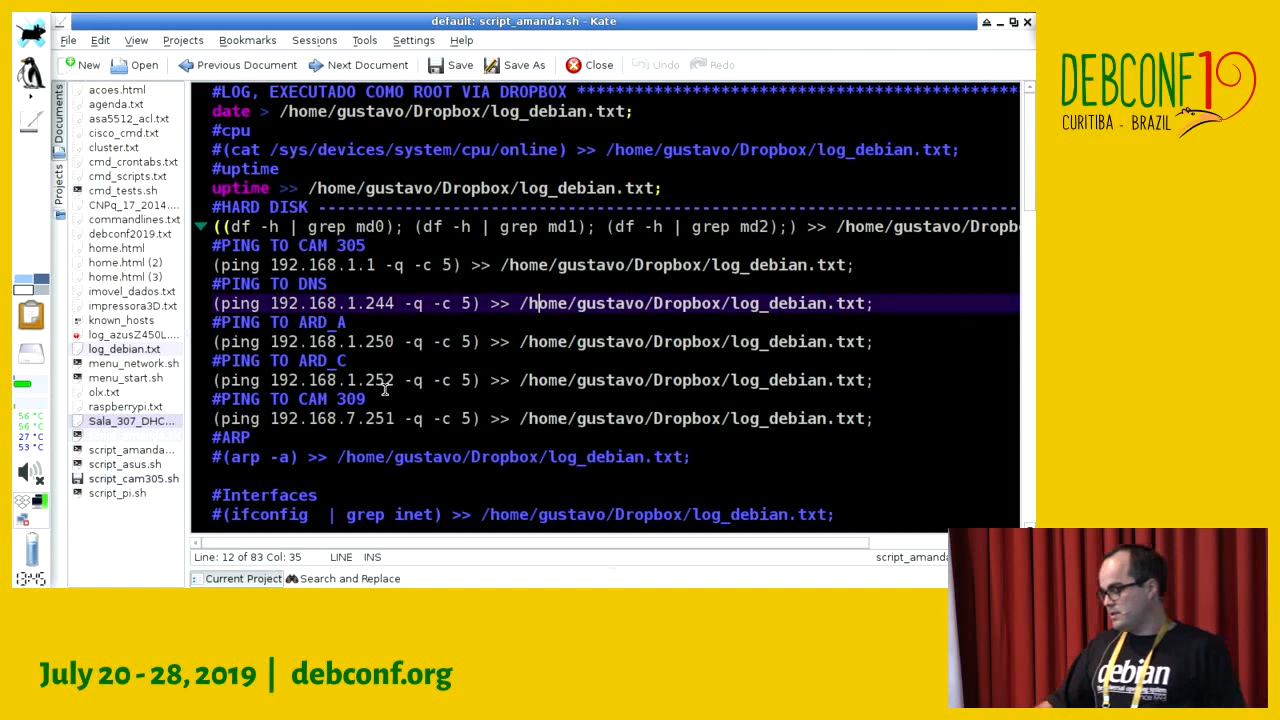 default: script_amanda.sh - Kate
File Edit View Projects Bookmarks Sessions Tools Settings Help
New Open Previous Document Next Document Save Save As Close Undo Redo
Documents
Projects
acoes.html
agenda.txt
asa5512_acl.txt
cisco_cmd.txt
cluster.txt
cmd_crontabs.txt
cmd_scripts.txt
cmd_tests.sh
CNPq_17_2014...
commandlines.txt
debconf2019.txt
home.html
home.html (2)
home.html (3)
imovel_dados.txt
impressora3D.txt
known_hosts
log_azusZ450L....
log_debian.txt
menu_network.sh
menu_start.sh
olx.txt
raspberrypi.txt
Sala_307_DHC...
script_amanda...
script_asus.sh
script_cam305.sh
script_pi.sh
#LOG, EXECUTADO COMO ROOT VIA DROPBOX **********************************************
date > /home/gustavo/Dropbox/log_debian.txt;
#cpu
#(cat /sys/devices/system/cpu/online) >> /home/gustavo/Dropbox/log_debian.txt;
#uptime
uptime >> /home/gustavo/Dropbox/log_debian.txt;
#HARD DISK -------------------------------------------------------------------------
((df -h | grep md0); (df -h | grep md1); (df -h | grep md2);) >> /home/gustavo/Dropb
#PING TO CAM 305
(ping 192.168.1.1 -q -c 5) >> /home/gustavo/Dropbox/log_debian.txt;
#PING TO DNS
(ping 192.168.1.244 -q -c 5) >> /home/gustavo/Dropbox/log_debian.txt;
#PING TO ARD_A
(ping 192.168.1.250 -q -c 5) >> /home/gustavo/Dropbox/log_debian.txt;
#PING TO ARD_C
(ping 192.168.1.252 -q -c 5) >> /home/gustavo/Dropbox/log_debian.txt;
#PING TO CAM 309
(ping 192.168.7.251 -q -c 5) >> /home/gustavo/Dropbox/log_debian.txt;
#ARP
#(arp -a) >> /home/gustavo/Dropbox/log_debian.txt;
#Interfaces
#(ifconfig  | grep inet) >> /home/gustavo/Dropbox/log_debian.txt;
Line: 12 of 83 Col: 35 LINE INS script_amanda
Current Project Search and Replace
56 °C
56 °C
27 °C
53 °C
13:45
DEBCONF19
CURITIBA - BRAZIL
debian
July 20 - 28, 2019 | debconf.org